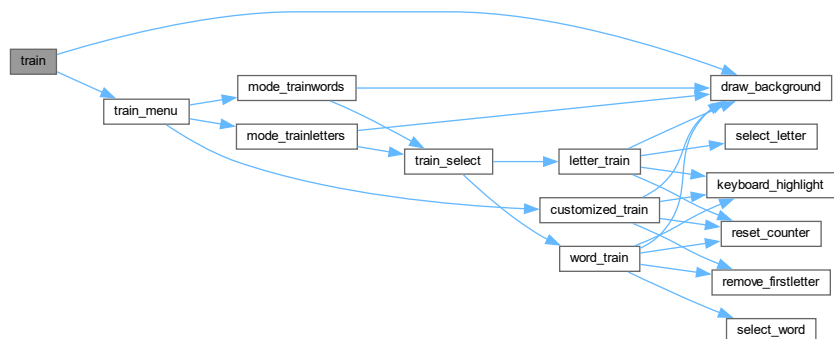 train
train_menu
mode_trainwords
mode_trainletters
train_select
letter_train
customized_train
word_train
draw_background
select_letter
keyboard_highlight
reset_counter
remove_firstletter
select_word